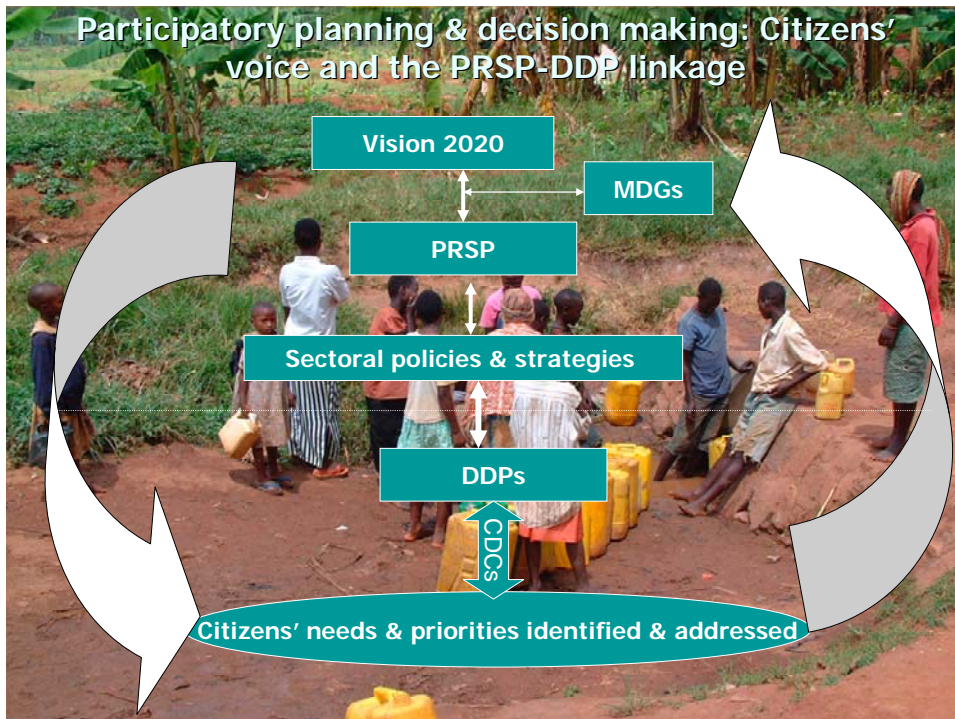 Participatory planning & decision making: Citizens'
voice and the PRSP-DDP linkage
Vision 2020
MDGs
PRSP
Sectoral policies & strategies
DDPs
CDCs
Citizens' needs & priorities identified & addressed